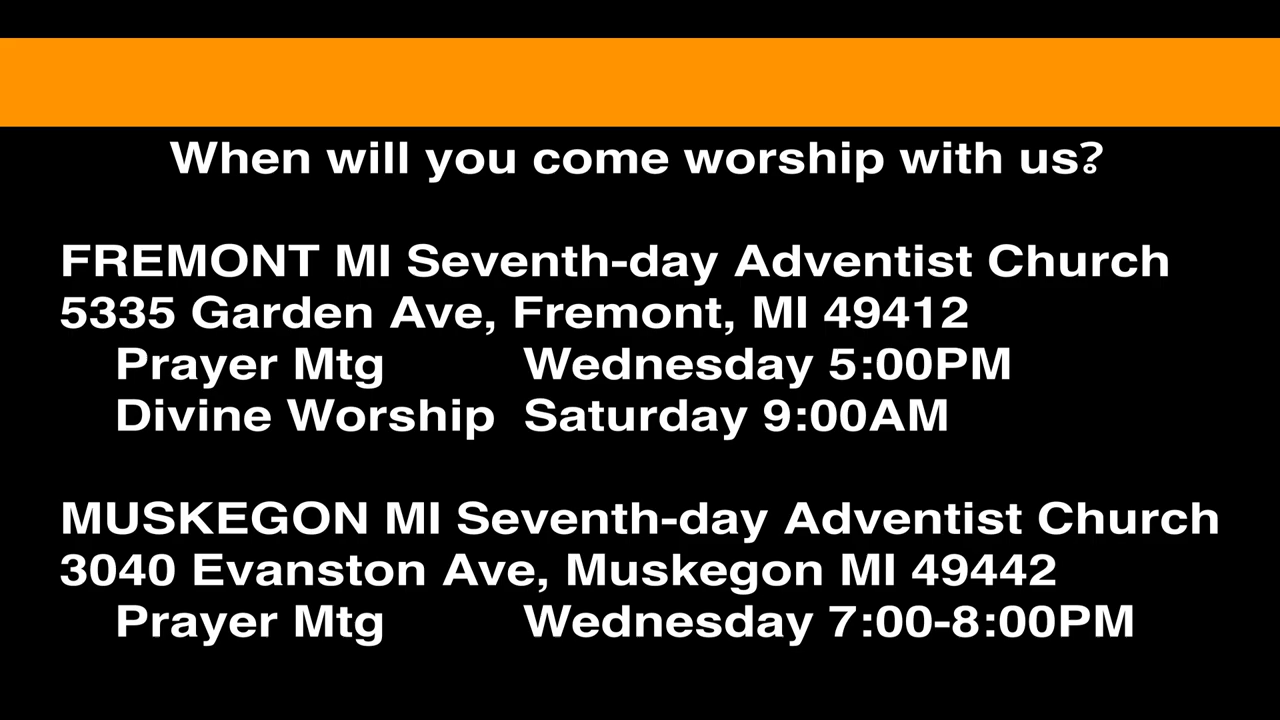 When will you come worship with us?
FREMONT MI Seventh-day Adventist Church
5335 Garden Ave, Fremont, MI 49412
Prayer Mtg Wednesday 5:00PM
Divine Worship Saturday 9:00AM
MUSKEGON MI Seventh-day Adventist Church
3040 Evanston Ave, Muskegon MI 49442
Prayer Mtg Wednesday 7:00-8:00PM